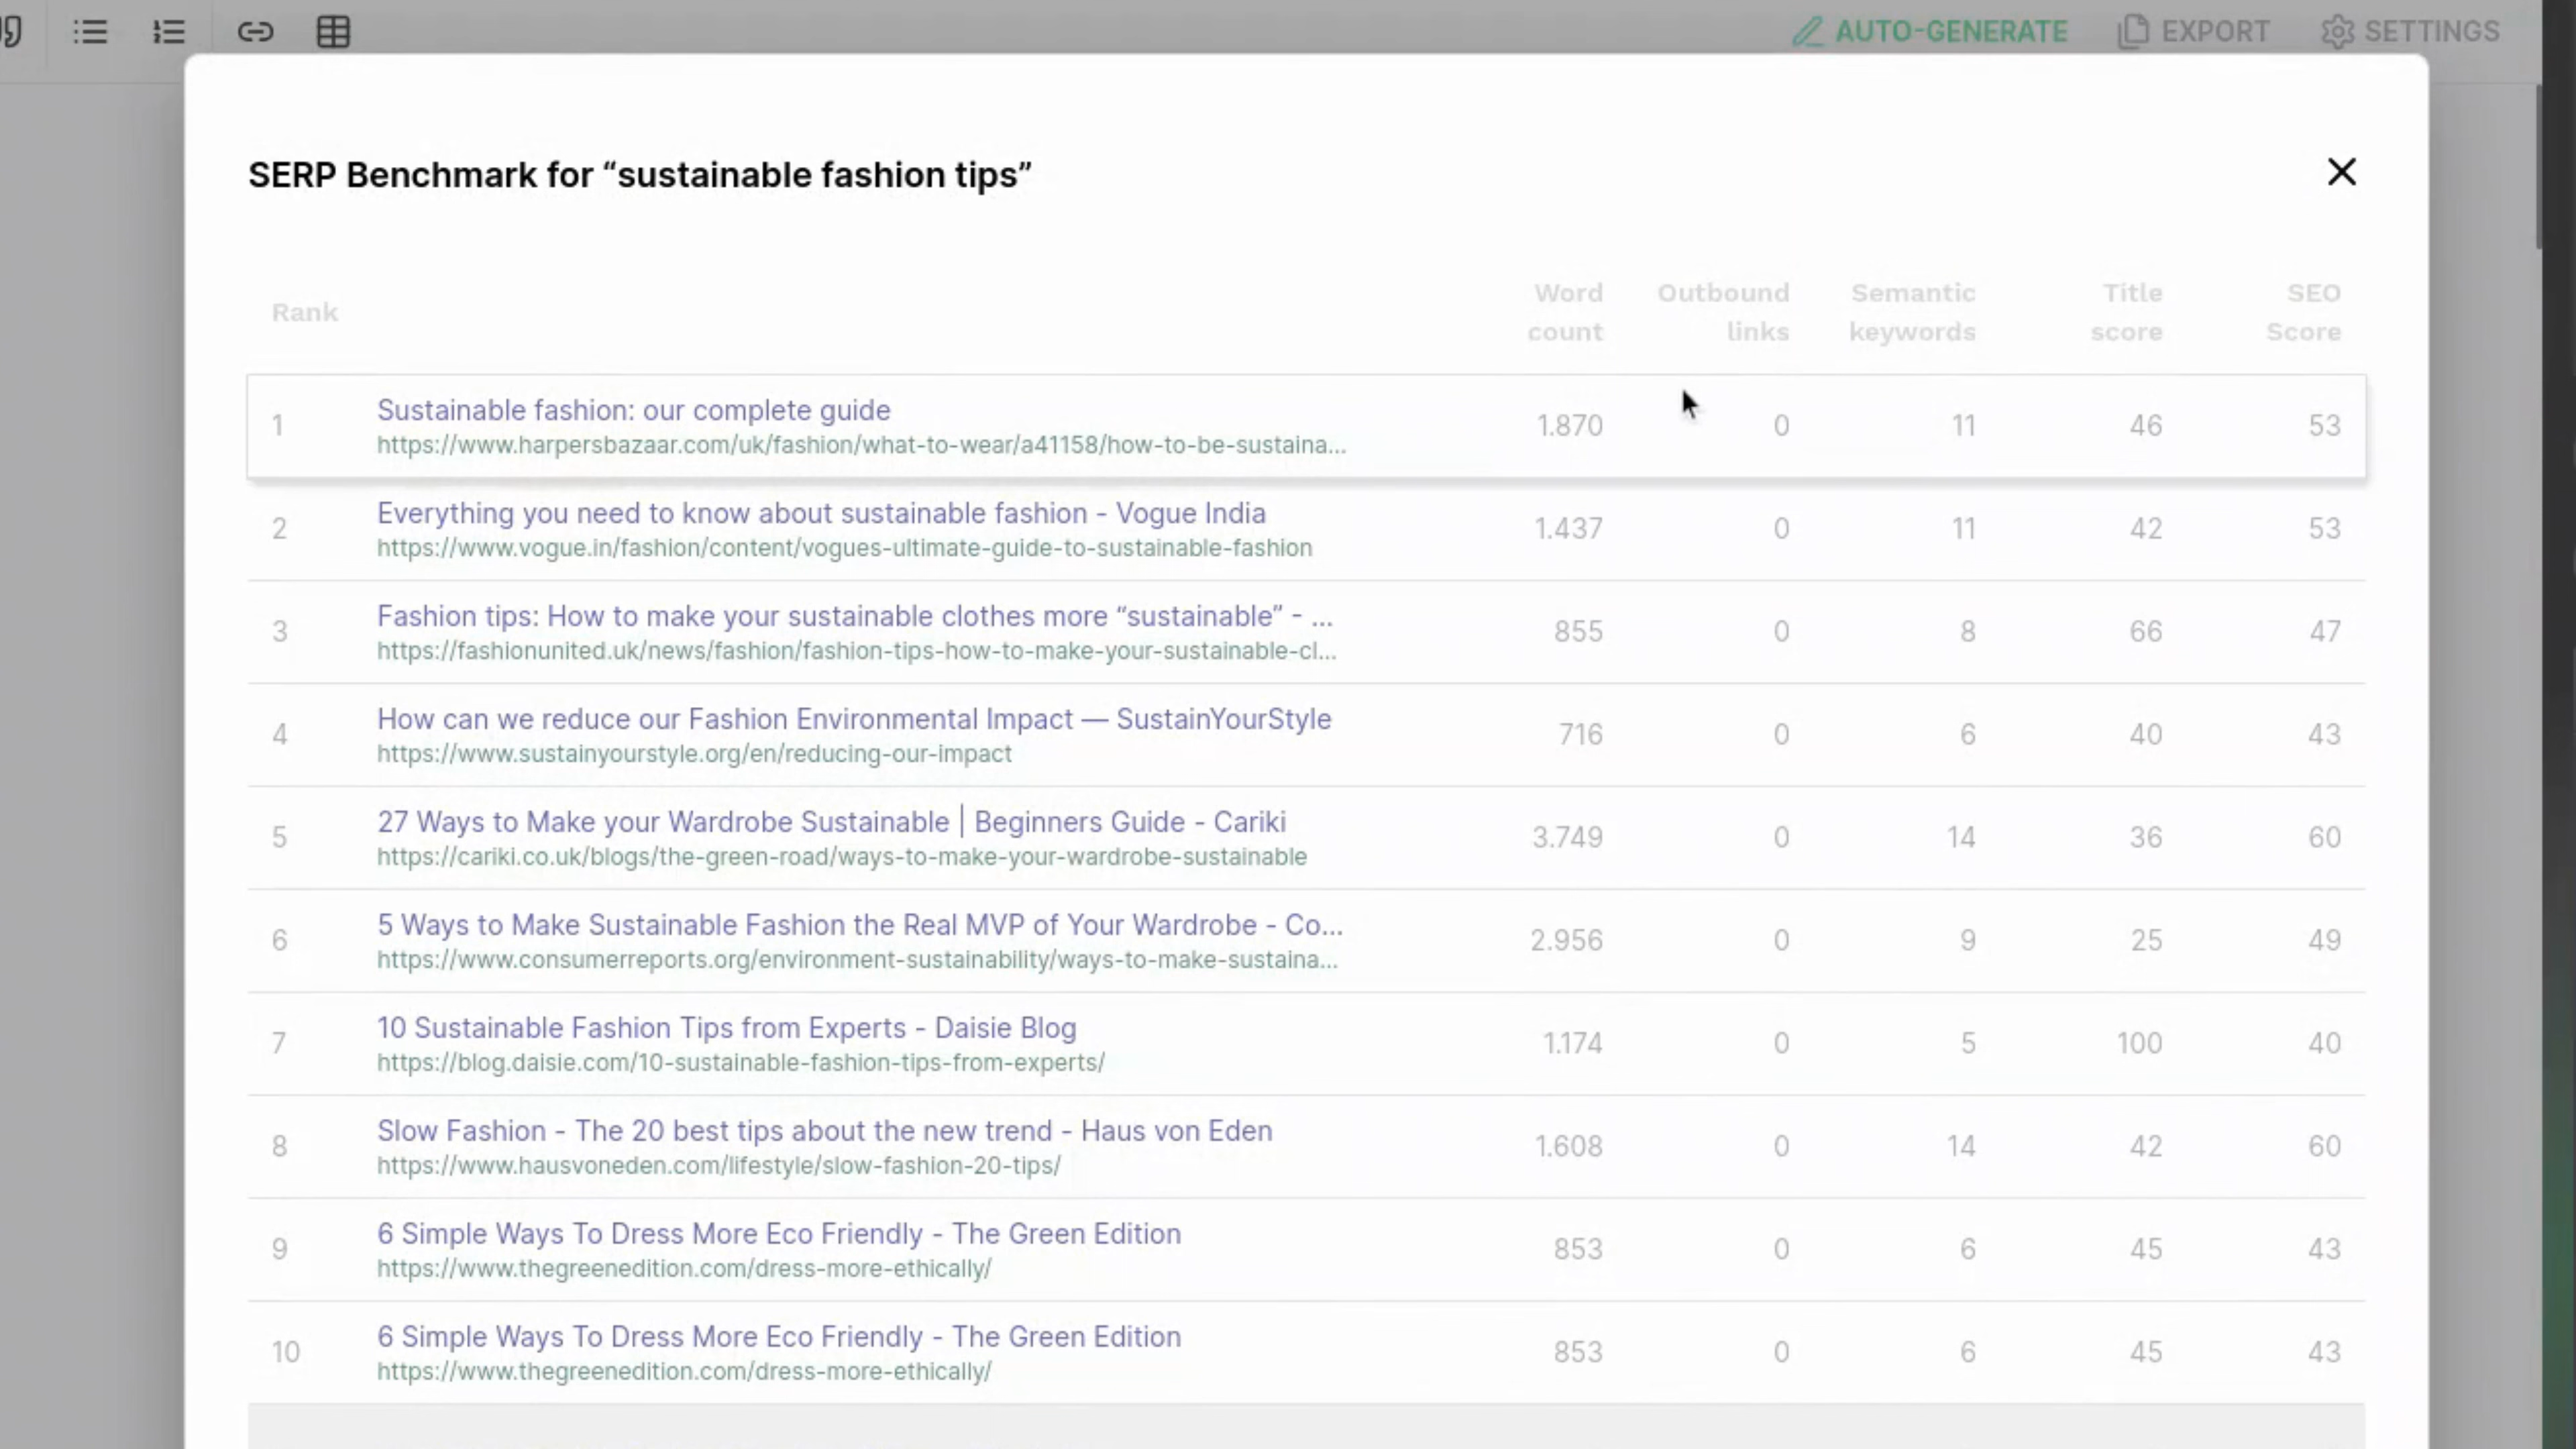 AUTO-GENERATE EXPORT SETTINGS
SERP Benchmark for “sustainable fashion tips”
Rank Word count Outbound links Semantic keywords Title score SEO Score
1 Sustainable fashion: our complete guide 1.870 0 11 46 53
https://www.harpersbazaar.com/uk/fashion/what-to-wear/a41158/how-to-be-sustaina...
2 Everything you need to know about sustainable fashion - Vogue India 1.437 0 11 42 53
https://www.vogue.in/fashion/content/vogues-ultimate-guide-to-sustainable-fashion
3 Fashion tips: How to make your sustainable clothes more “sustainable” - ... 855 0 8 66 47
https://fashionunited.uk/news/fashion/fashion-tips-how-to-make-your-sustainable-cl...
4 How can we reduce our Fashion Environmental Impact — SustainYourStyle 716 0 6 40 43
https://www.sustainyourstyle.org/en/reducing-our-impact
5 27 Ways to Make your Wardrobe Sustainable | Beginners Guide - Cariki 3.749 0 14 36 60
https://cariki.co.uk/blogs/the-green-road/ways-to-make-your-wardrobe-sustainable
6 5 Ways to Make Sustainable Fashion the Real MVP of Your Wardrobe - Co... 2.956 0 9 25 49
https://www.consumerreports.org/environment-sustainability/ways-to-make-sustaina...
7 10 Sustainable Fashion Tips from Experts - Daisie Blog 1.174 0 5 100 40
https://blog.daisie.com/10-sustainable-fashion-tips-from-experts/
8 Slow Fashion - The 20 best tips about the new trend - Haus von Eden 1.608 0 14 42 60
https://www.hausvoneden.com/lifestyle/slow-fashion-20-tips/
9 6 Simple Ways To Dress More Eco Friendly - The Green Edition 853 0 6 45 43
https://www.thegreenedition.com/dress-more-ethically/
10 6 Simple Ways To Dress More Eco Friendly - The Green Edition 853 0 6 45 43
https://www.thegreenedition.com/dress-more-ethically/